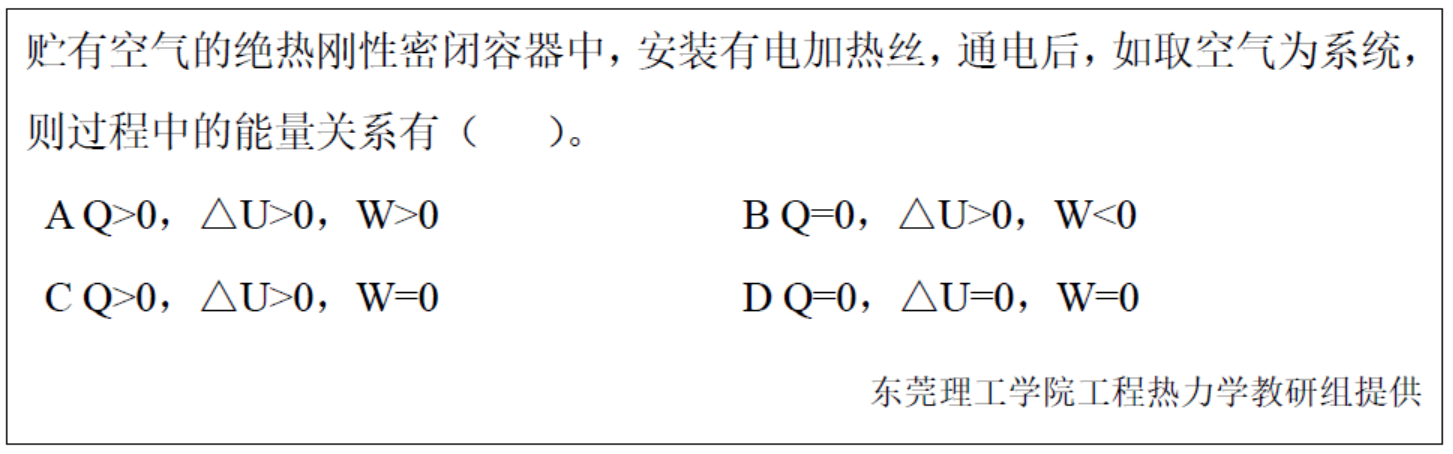 贮有空气的绝热刚性密闭容器中，安装有电加热丝，通电后，如取空气为系统，
则过程中的能量关系有（    ）。
A Q>0，△U>0，W>0    B Q=0，△U>0，W<0
C Q>0，△U>0，W=0    D Q=0，△U=0，W=0
东莞理工学院工程热力学教研组提供